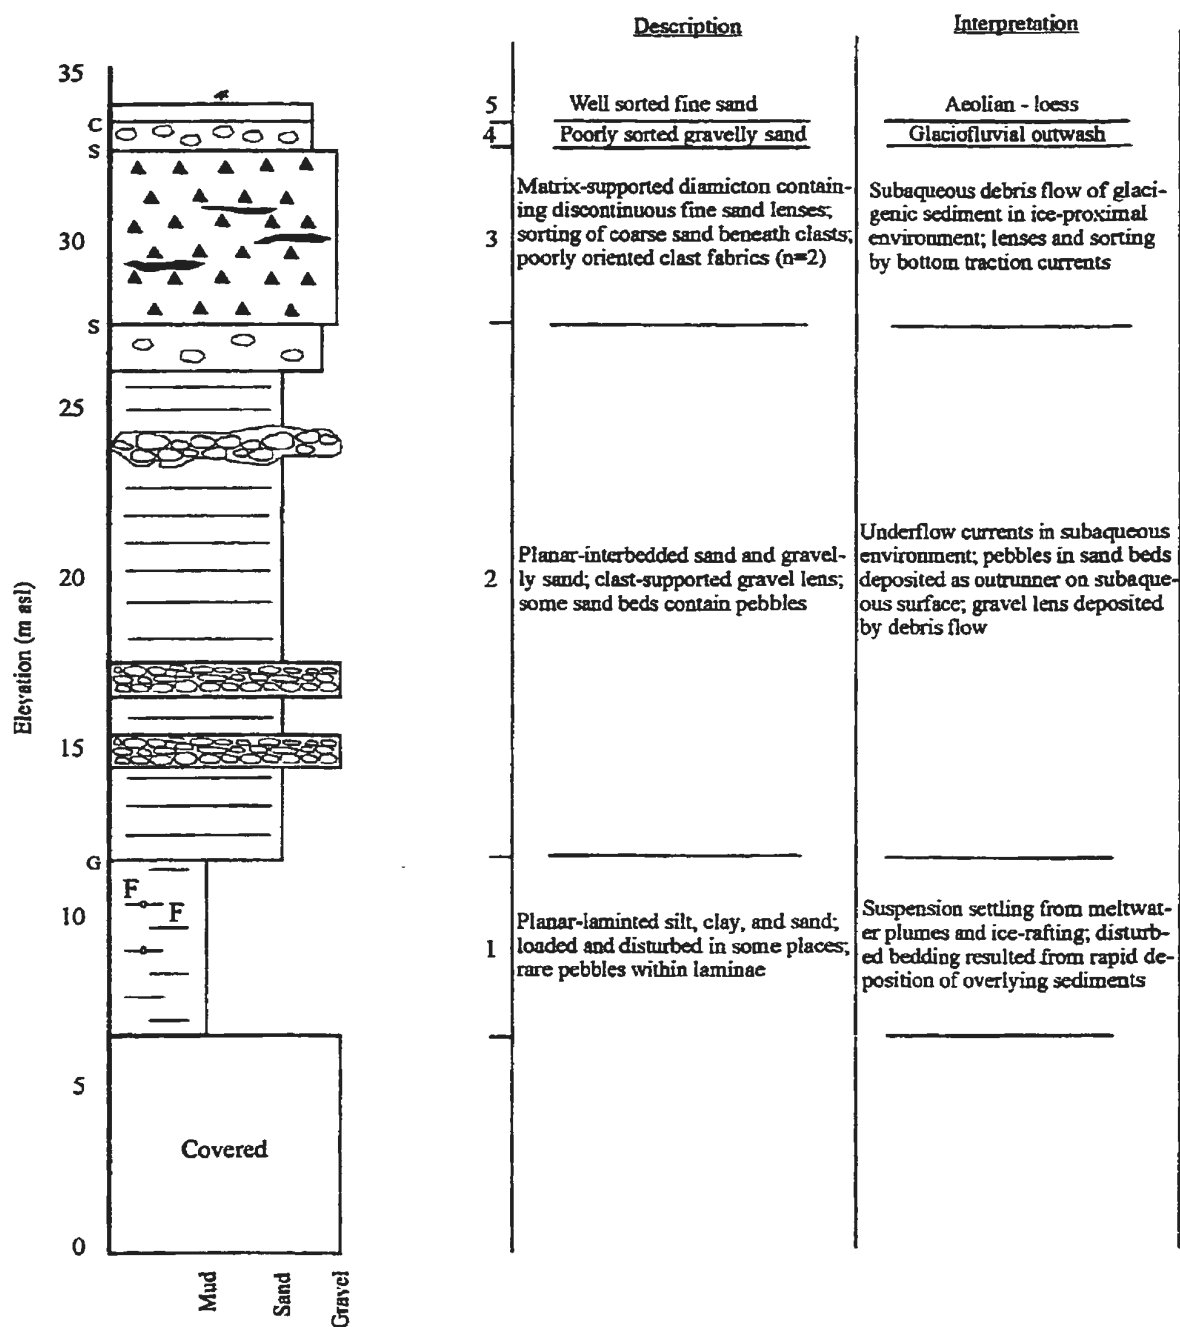 Description
Interpretation
35
5
Well sorted fine sand
Aeolian - loess
C
4
Poorly sorted gravelly sand
Glaciofluvial outwash
S
Matrix-supported diamicton contain-
ing discontinuous fine sand lenses;
sorting of coarse sand beneath clasts;
poorly oriented clast fabrics (n=2)
Subaqueous debris flow of glaci-
genic sediment in ice-proximal
environment; lenses and sorting
by bottom traction currents
30
3
S
25
Elevation (m asl)
20
2
Planar-interbedded sand and gravel-
ly sand; clast-supported gravel lens;
some sand beds contain pebbles
Underflow currents in subaqueous
environment; pebbles in sand beds
deposited as outrunner on subaque-
ous surface; gravel lens deposited
by debris flow
15
G
F
F
10
1
Planar-laminted silt, clay, and sand;
loaded and disturbed in some places;
rare pebbles within laminae
Suspension settling from meltwat-
er plumes and ice-rafting; disturb-
ed bedding resulted from rapid de-
position of overlying sediments
5
Covered
0
Mud
Sand
Gravel